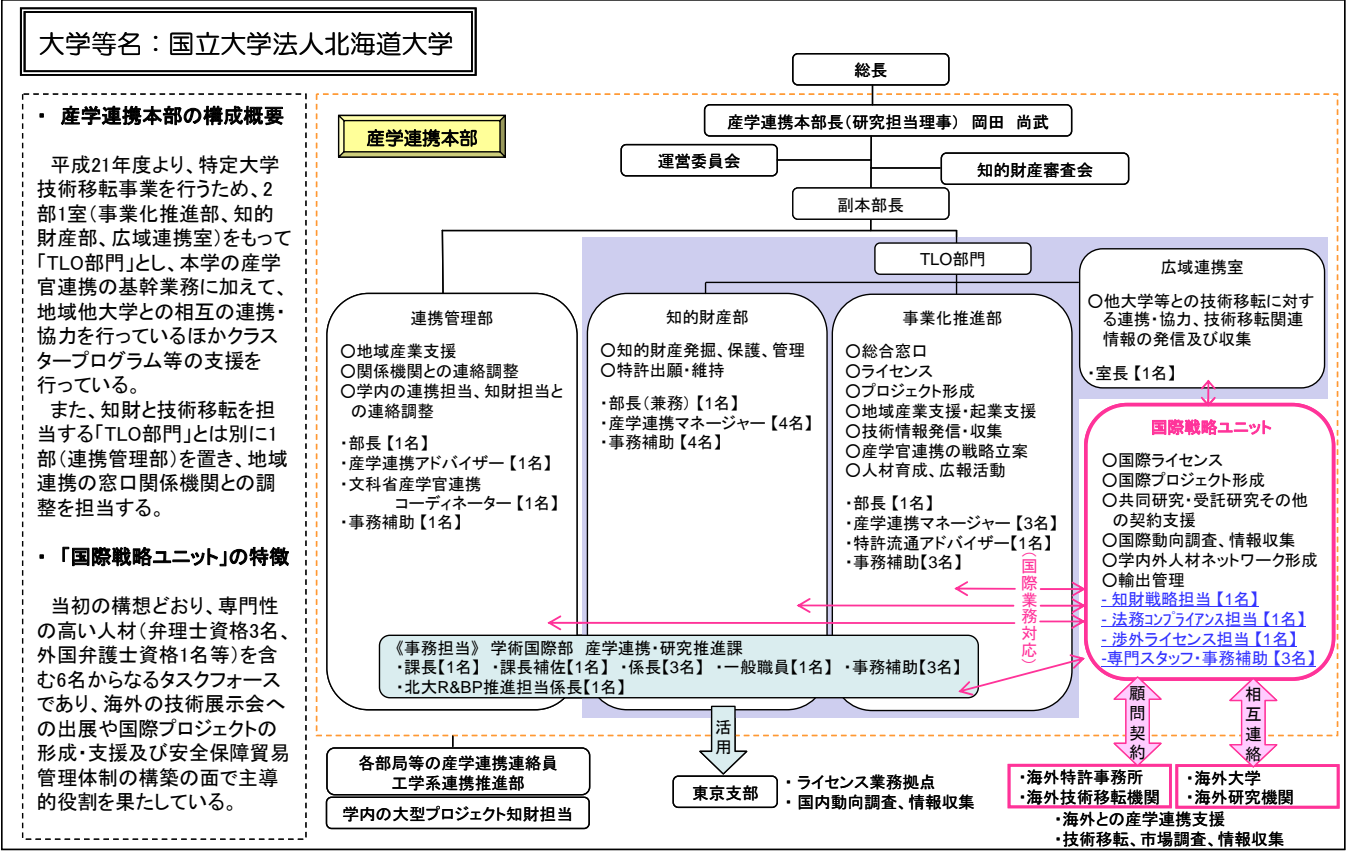 大学等名：国立大学法人北海道大学
・ 産学連携本部の構成概要
平成21年度より、特定大学
技術移転事業を行うため、2
部1室（事業化推進部、知的
財産部、広域連携室）をもって
「TLO部門」とし、本学の産学
官連携の基幹業務に加えて、
地域他大学との相互の連携・
協力を行っているほかクラス
タープログラム等の支援を
行っている。
また、知財と技術移転を担
当する「TLO部門」とは別に1
部（連携管理部）を置き、地域
連携の窓口関係機関との調
整を担当する。
・ 「国際戦略ユニット」の特徴
当初の構想どおり、専門性
の高い人材（弁理士資格3名、
外国弁護士資格1名等）を含
む6名からなるタスクフォース
であり、海外の技術展示会へ
の出展や国際プロジェクトの
形成・支援及び安全保障貿易
管理体制の構築の面で主導
的役割を果たしている。
総長
産学連携本部
産学連携本部長（研究担当理事） 岡田 尚武
運営委員会
知的財産審査会
副本部長
TLO部門
連携管理部
○地域産業支援
○関係機関との連絡調整
○学内の連携担当、知財担当と
の連絡調整
・部長【1名】
・産学連携アドバイザー【1名】
・文科省産学官連携
コーディネーター【1名】
・事務補助【1名】
知的財産部
○知的財産発掘、保護、管理
○特許出願・維持
・部長（兼務）【1名】
・産学連携マネージャー【4名】
・事務補助【4名】
事業化推進部
○総合窓口
○ライセンス
○プロジェクト形成
○地域産業支援・起業支援
○技術情報発信・収集
○産学官連携の戦略立案
○人材育成、広報活動
・部長【1名】
・産学連携マネージャー【3名】
・特許流通アドバイザー【1名】
・事務補助【3名】
広域連携室
○他大学等との技術移転に対す
る連携・協力、技術移転関連
情報の発信及び収集
・室長【1名】
国際戦略ユニット
○国際ライセンス
○国際プロジェクト形成
○共同研究・受託研究その他
の契約支援
○国際動向調査、情報収集
○学内外人材ネットワーク形成
○輸出管理
- 知財戦略担当【1名】
- 法務コンプライアンス担当【1名】
- 渉外ライセンス担当【1名】
-専門スタッフ・事務補助【3名】
（国際業務対応）
《事務担当》 学術国際部 産学連携・研究推進課
・課長【1名】 ・課長補佐【1名】 ・係長【3名】 ・一般職員【1名】 ・事務補助【3名】
・北大R&BP推進担当係長【1名】
活用
顧問契約
相互連絡
各部局等の産学連携連絡員
工学系連携推進部
学内の大型プロジェクト知財担当
東京支部
・ライセンス業務拠点
・国内動向調査、情報収集
・海外特許事務所
・海外技術移転機関
・海外大学
・海外研究機関
・海外との産学連携支援
・技術移転、市場調査、情報収集